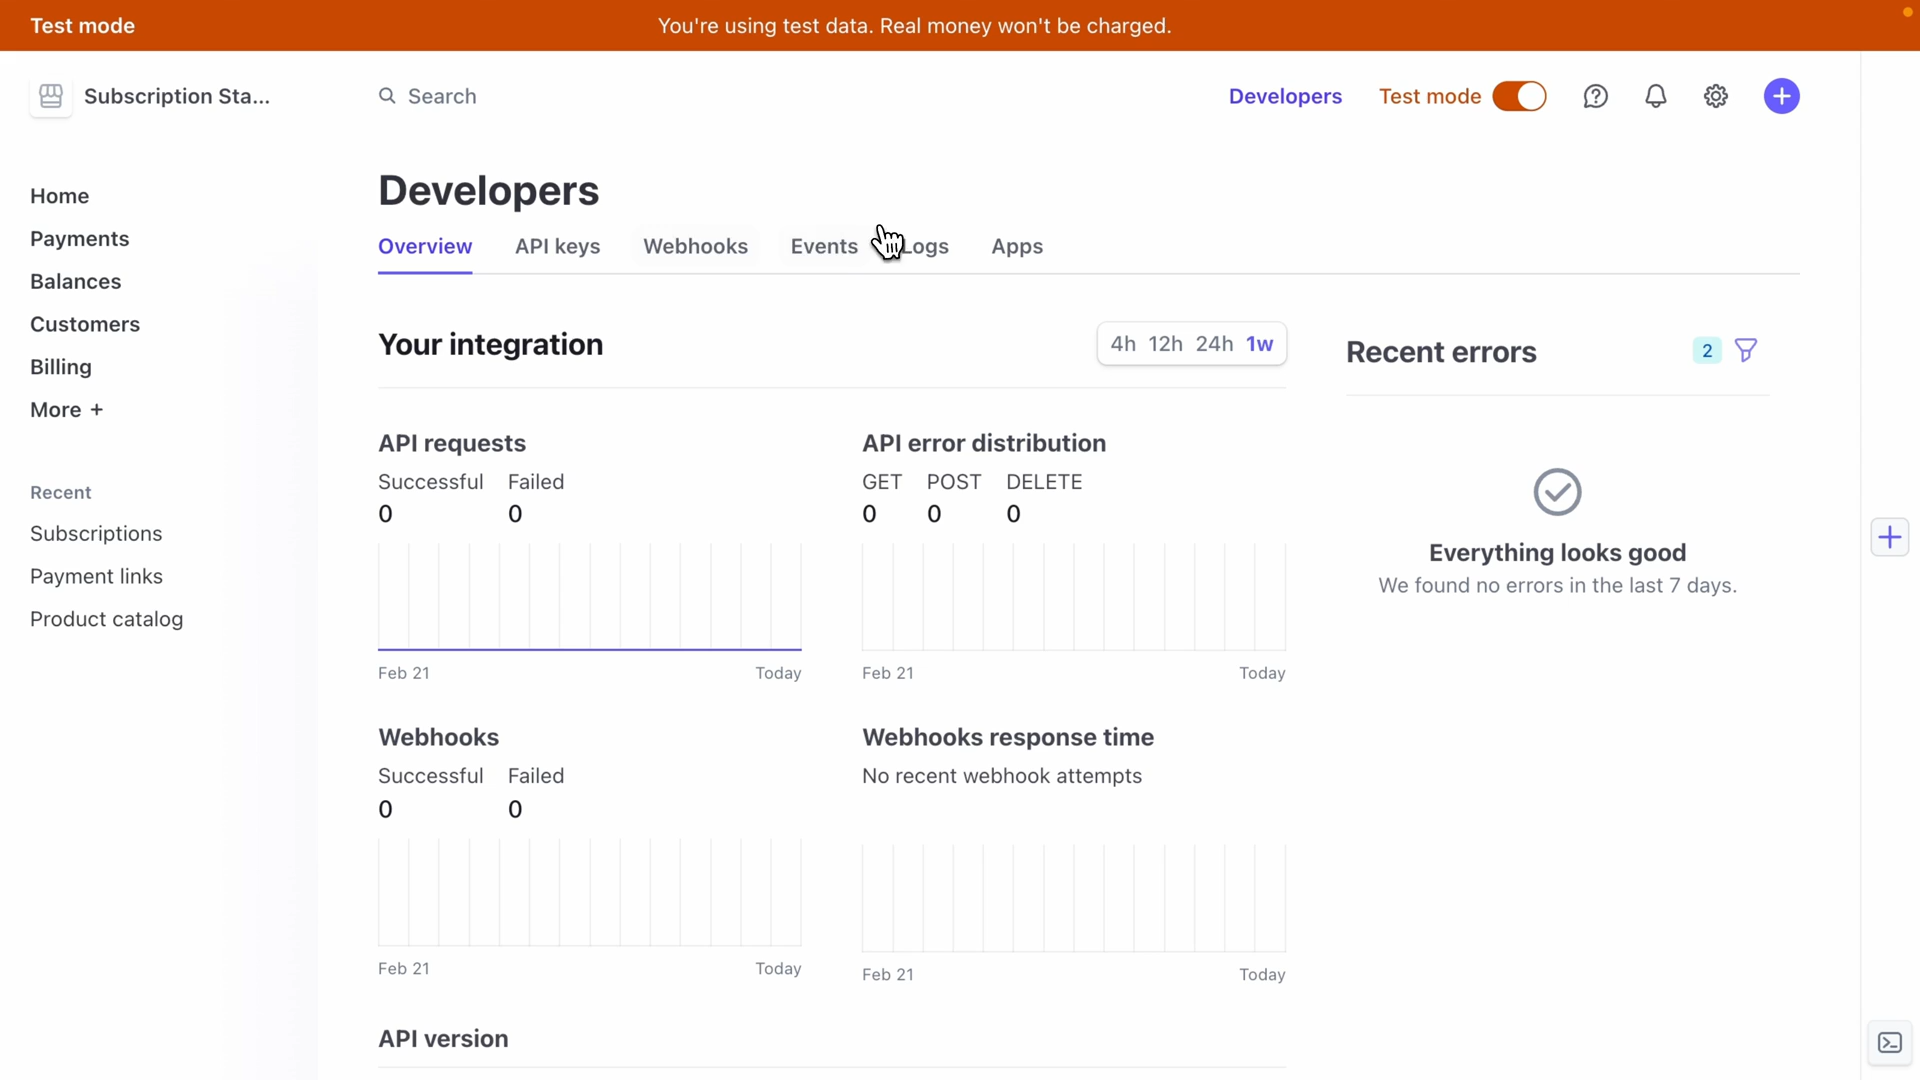 Test mode
You're using test data. Real money won't be charged.
Subscription Sta...
Search
Developers
Test mode
Home
Payments
Balances
Customers
Billing
More +
Recent
Subscriptions
Payment links
Product catalog
Developers
Overview API keys Webhooks Events Logs Apps
Your integration
4h 12h 24h 1w
API requests
Successful Failed
0 0
Feb 21 Today
API error distribution
GET POST DELETE
0 0 0
Feb 21 Today
Webhooks
Successful Failed
0 0
Feb 21 Today
Webhooks response time
No recent webhook attempts
Feb 21 Today
API version
Recent errors
2
Everything looks good
We found no errors in the last 7 days.